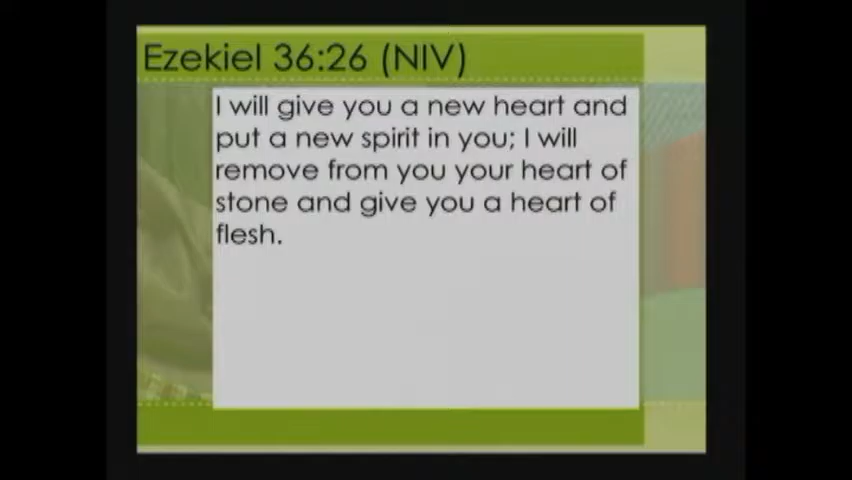 Ezekiel 36:26 (NIV)
I will give you a new heart and
put a new spirit in you; I will
remove from you your heart of
stone and give you a heart of
flesh.